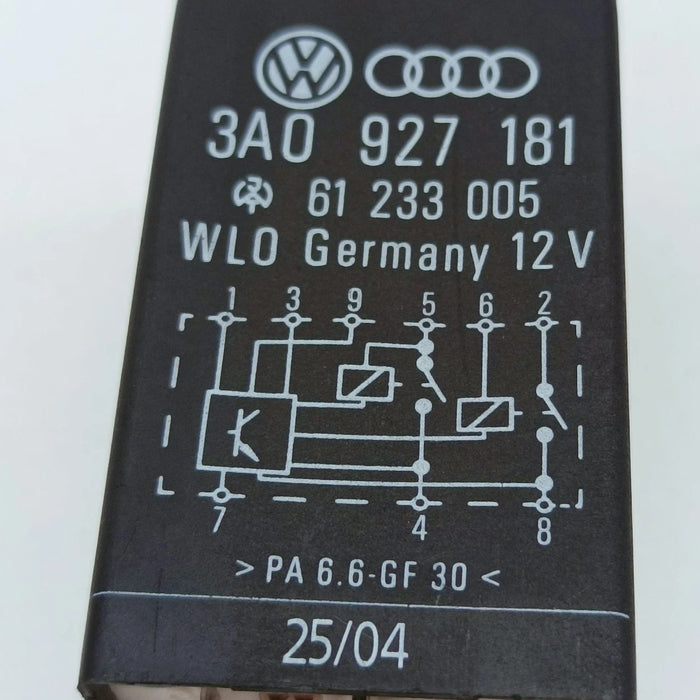 3A0 927 181
61 233 005
WLO Germany 12 V
1 3 9 5 6 2
7 4 8
> PA 6.6-GF 30 <
25/04